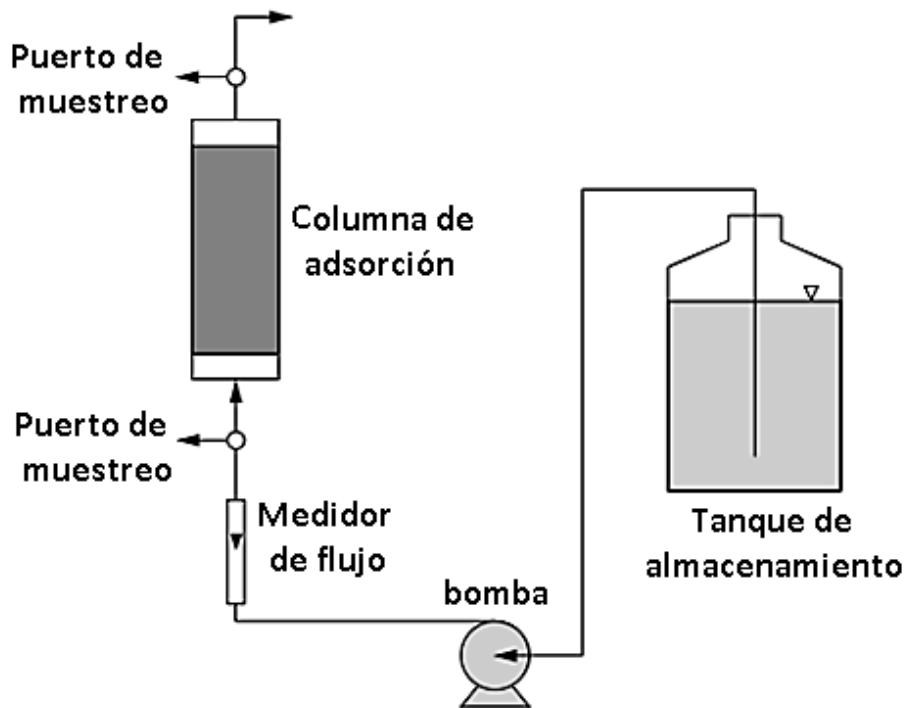 Puerto de
muestreo
Columna de
adsorción
Puerto de
muestreo
Medidor
de flujo
bomba
Tanque de
almacenamiento